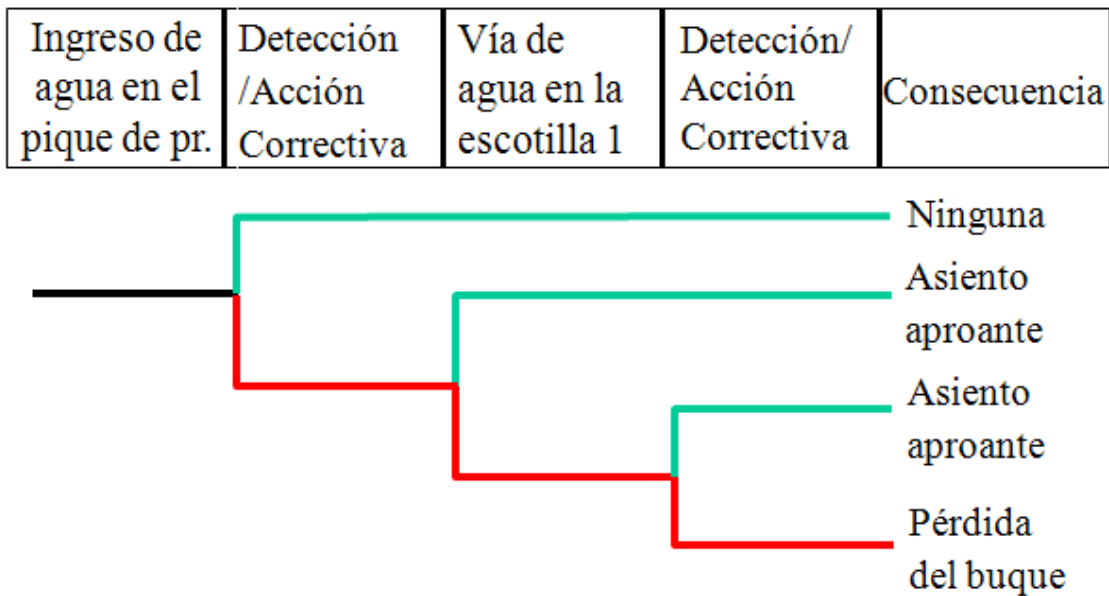 Ingreso de
agua en el
pique de pr.
Detección
/Acción
Correctiva
Vía de
agua en la
escotilla 1
Detección/
Acción
Correctiva
Consecuencia
Ninguna
Asiento
aproante
Asiento
aproante
Pérdida
del buque